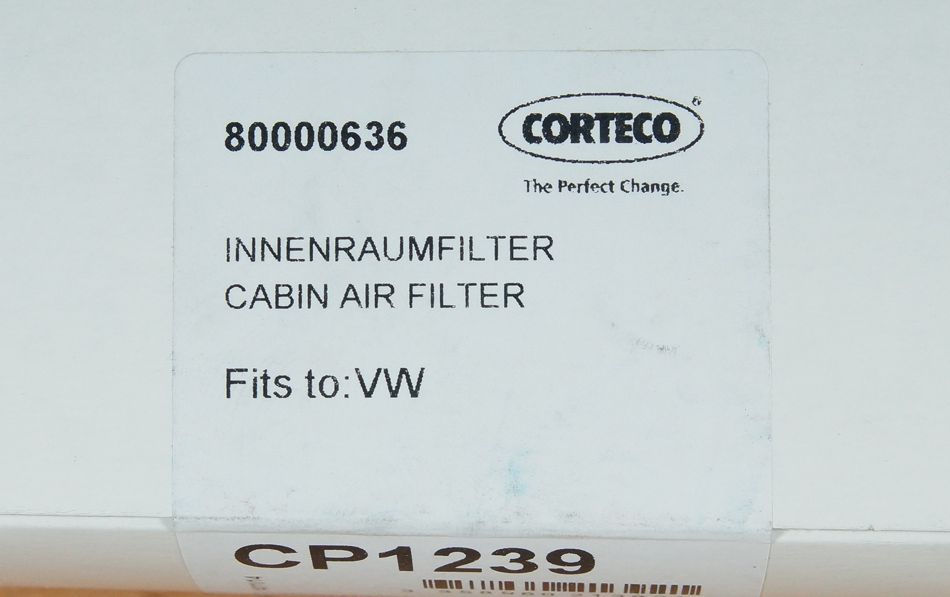 80000636
CORTECO®
The Perfect Change.
INNENRAUMFILTER
CABIN AIR FILTER
Fits to:VW
CP1239